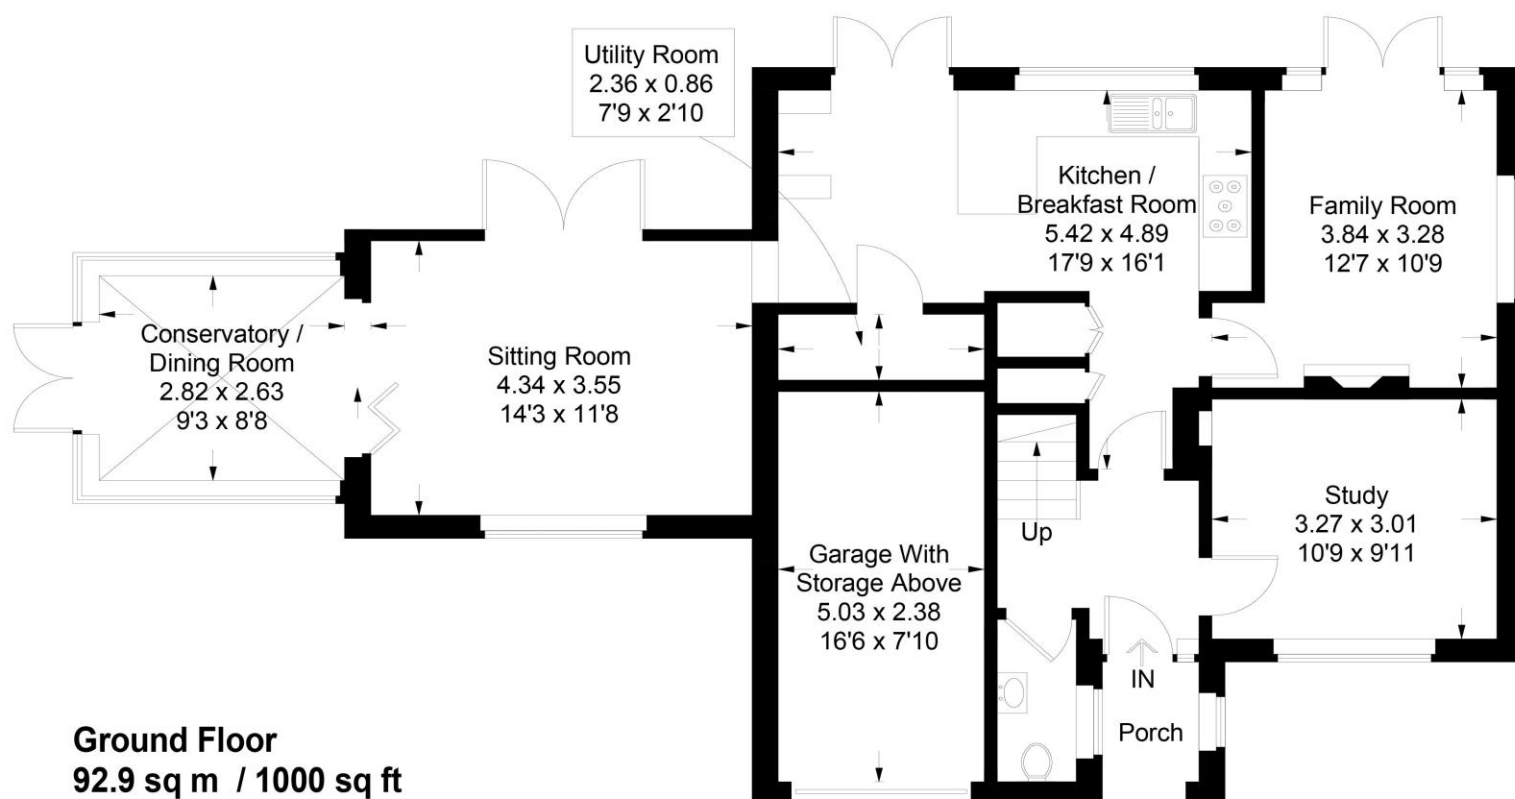 Utility Room
2.36 x 0.86
7'9 x 2'10
Kitchen /
Breakfast Room
5.42 x 4.89
17'9 x 16'1
Family Room
3.84 x 3.28
12'7 x 10'9
Conservatory /
Dining Room
2.82 x 2.63
9'3 x 8'8
Sitting Room
4.34 x 3.55
14'3 x 11'8
Study
3.27 x 3.01
10'9 x 9'11
Up
Garage With
Storage Above
5.03 x 2.38
16'6 x 7'10
IN
Porch
Ground Floor
92.9 sq m / 1000 sq ft